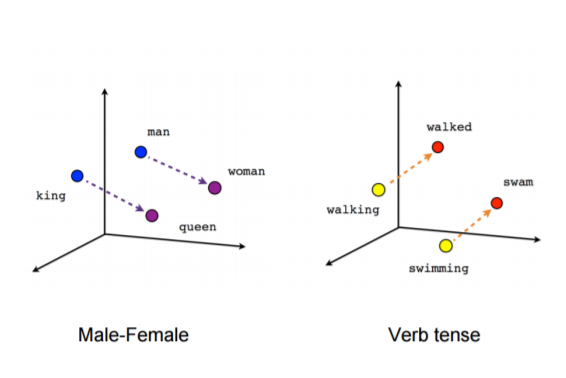 man
woman
king
queen
Male-Female
walked
swam
walking
swimming
Verb tense